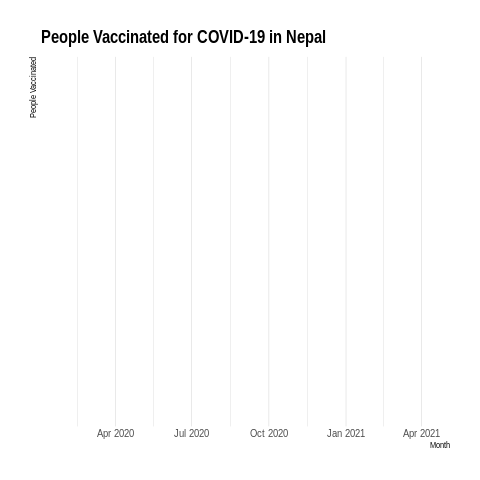 People Vaccinated for COVID-19 in Nepal
People Vaccinated
Apr 2020 Jul 2020 Oct 2020 Jan 2021 Apr 2021
Month